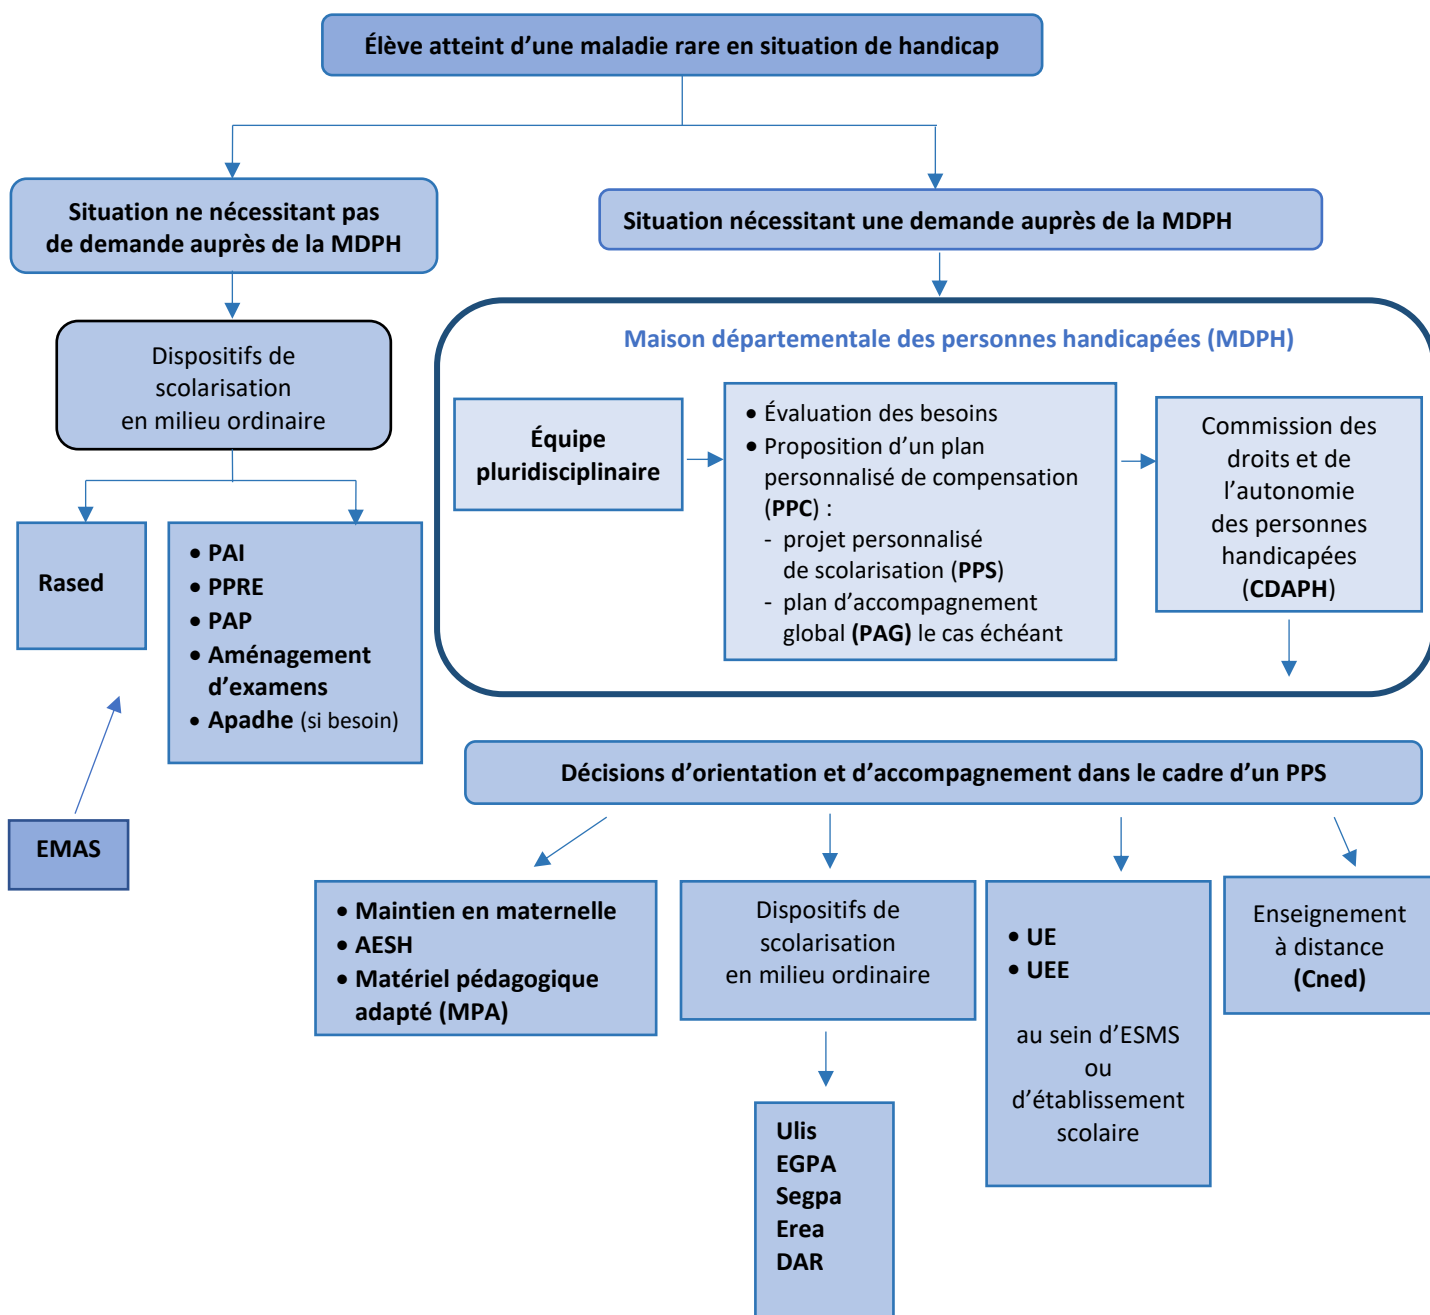 Élève atteint d’une maladie rare en situation de handicap
Situation ne nécessitant pas
de demande auprès de la MDPH
Situation nécessitant une demande auprès de la MDPH
Dispositifs de
scolarisation
en milieu ordinaire
Rased
• PAI
• PPRE
• PAP
• Aménagement
d’examens
• Apadhe (si besoin)
EMAS
Maison départementale des personnes handicapées (MDPH)
Équipe
pluridisciplinaire
• Évaluation des besoins
• Proposition d’un plan
personnalisé de compensation
(PPC) :
- projet personnalisé
de scolarisation (PPS)
- plan d’accompagnement
global (PAG) le cas échéant
Commission des
droits et de
l’autonomie
des personnes
handicapées
(CDAPH)
Décisions d’orientation et d’accompagnement dans le cadre d’un PPS
• Maintien en maternelle
• AESH
• Matériel pédagogique
adapté (MPA)
Dispositifs de
scolarisation
en milieu ordinaire
Ulis
EGPA
Segpa
Erea
DAR
• UE
• UEE
au sein d’ESMS
ou
d’établissement
scolaire
Enseignement
à distance
(Cned)